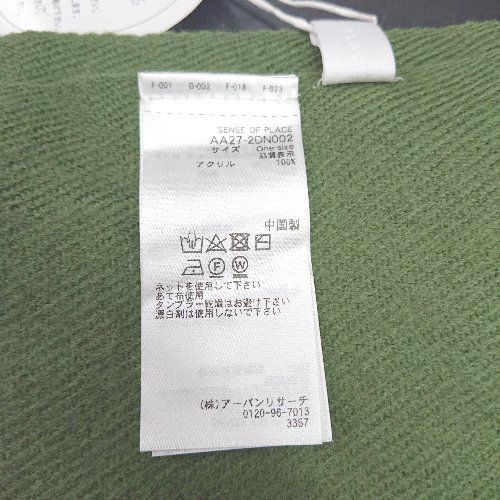 F-001 D-002 F-018 F-023
SENSE OF PLACE
AA27-2DN002
サイズ One-size
品質表示
アクリル 100%
中国製
F W
ネットを使用して下さい
あて布使用
タンブラー乾燥はお避け下さい
漂白剤は使用しないで下さい
(株)アーバンリサーチ
0120-96-7013
3357